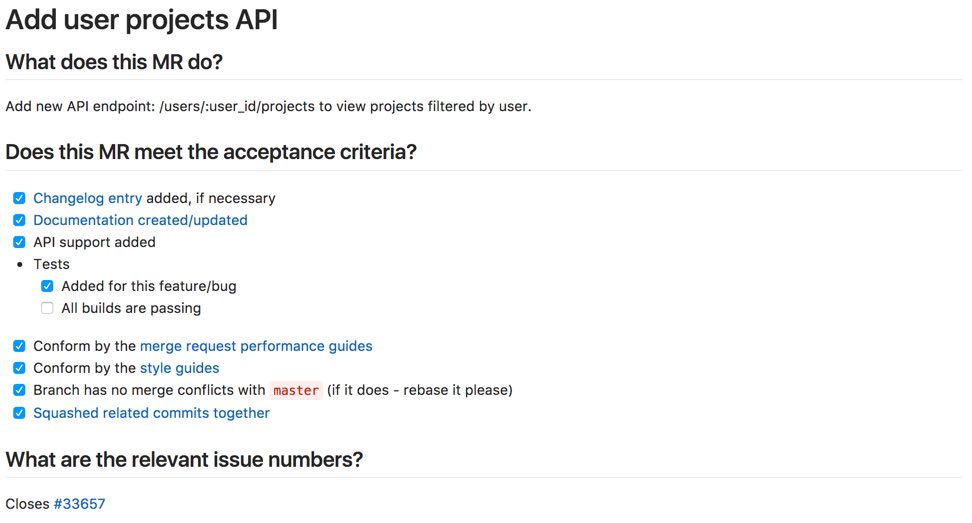 Add user projects API
What does this MR do?
Add new API endpoint: /users/:user_id/projects to view projects filtered by user.
Does this MR meet the acceptance criteria?
Changelog entry added, if necessary
Documentation created/updated
API support added
Tests
Added for this feature/bug
All builds are passing
Conform by the merge request performance guides
Conform by the style guides
Branch has no merge conflicts with master (if it does - rebase it please)
Squashed related commits together
What are the relevant issue numbers?
Closes #33657